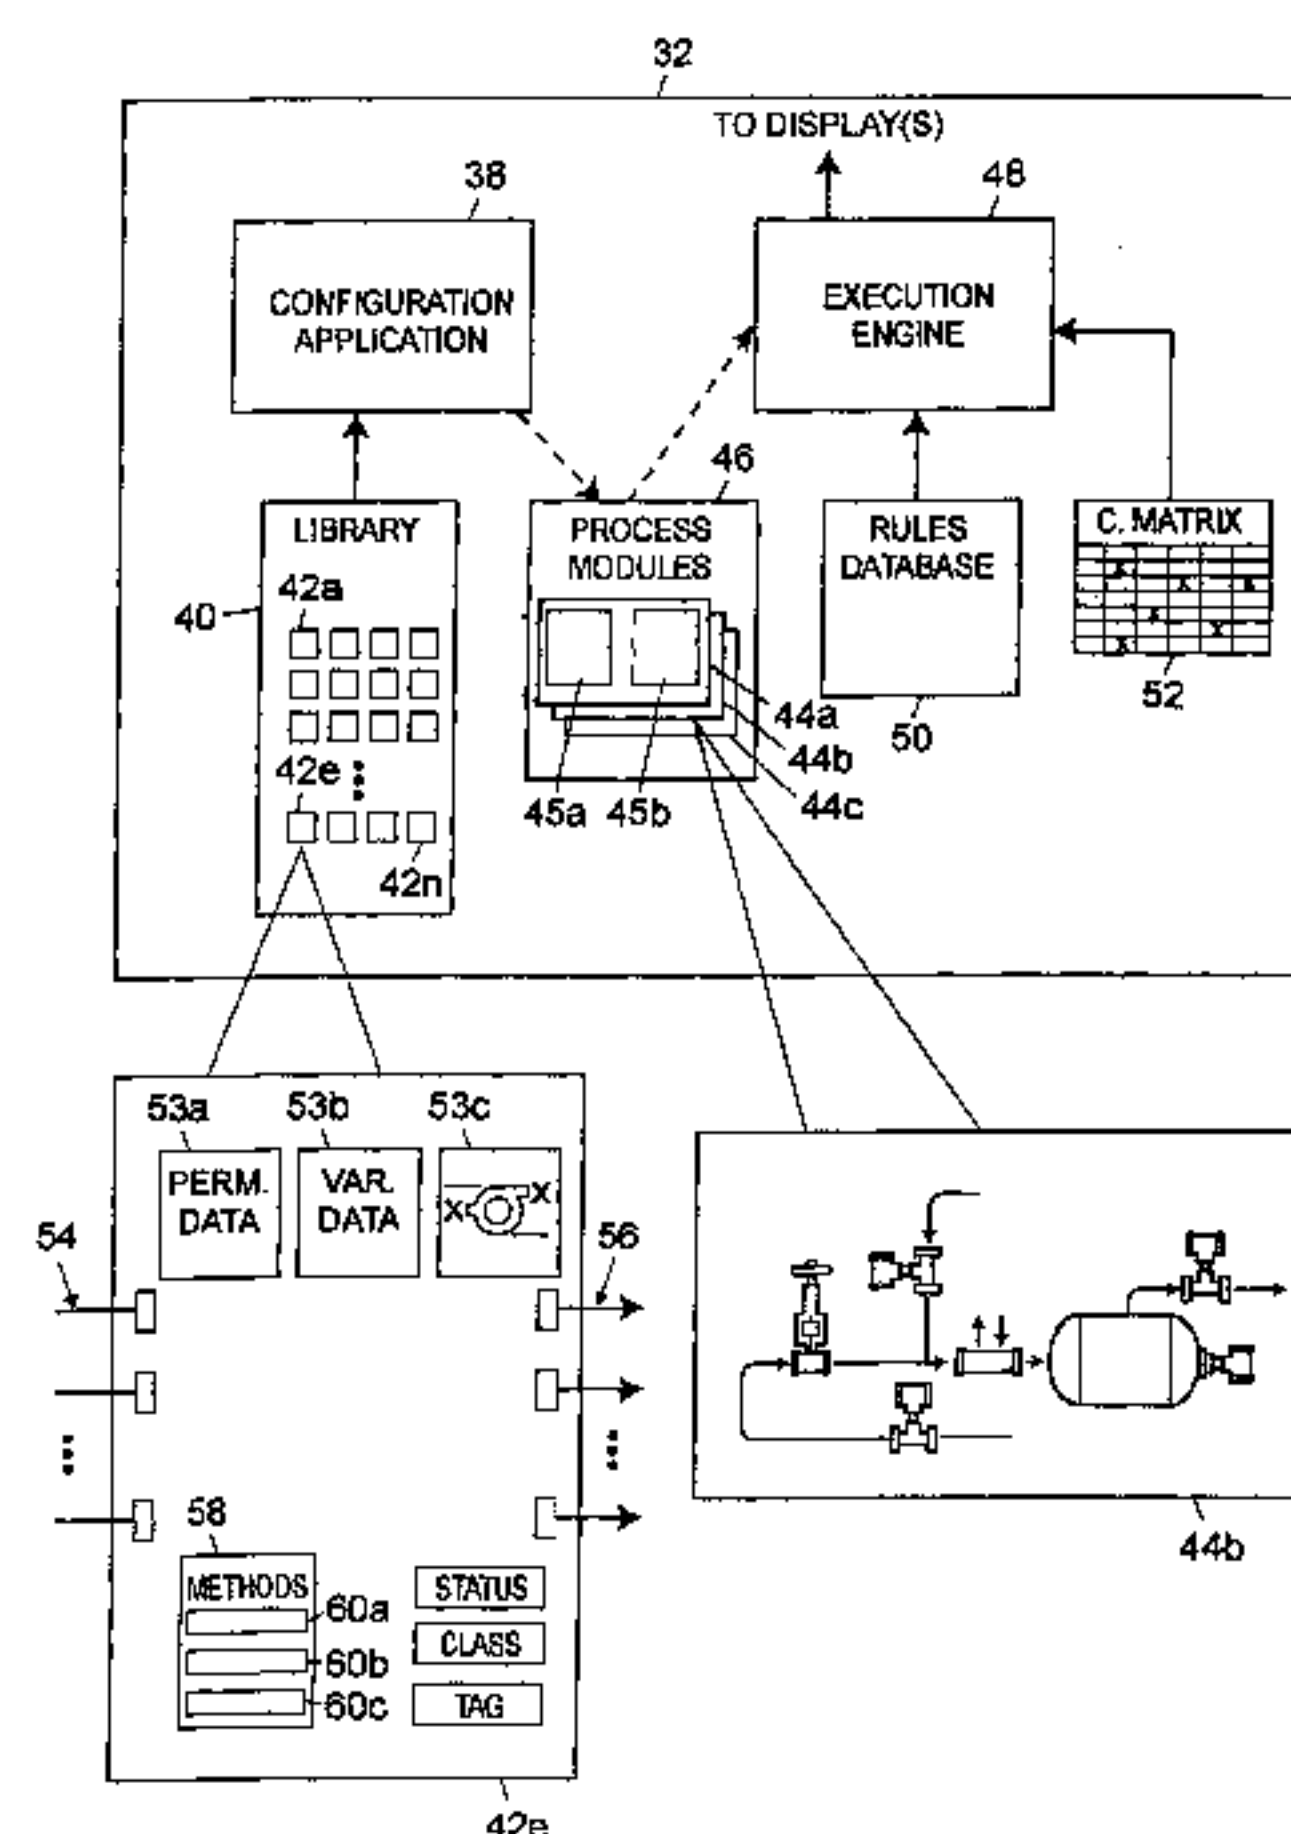 32
TO DISPLAY(S)
38
48
CONFIGURATION
APPLICATION
EXECUTION
ENGINE
46
LIBRARY
PROCESS
MODULES
RULES
DATABASE
C. MATRIX
X
X X
X
X
X
42a
40
44a
52
50
44b
42e
44c
45a 45b
42n
53a 53b 53c
PERM.
DATA
VAR.
DATA
X X
54
56
58
44b
METHODS
STATUS
60a
CLASS
60b
60c
TAG
42e